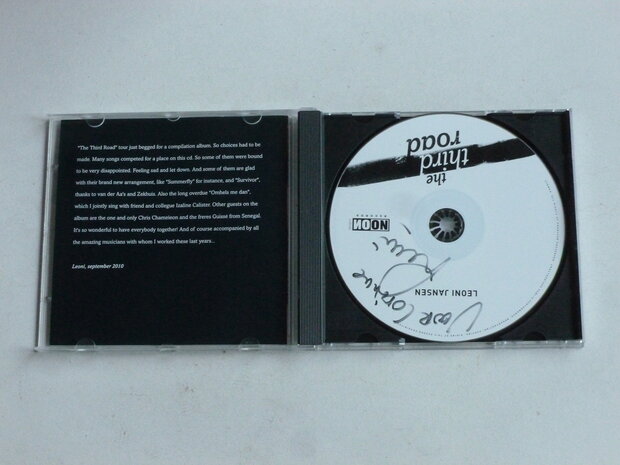 "The Third Road" tour just begged for a compilation album. So choices had to be
made. Many songs competed for a place on this cd. So some of them were bound
to be very disappointed. Feeling sad and let down. And some of them are glad
with their brand new arrangement, like "Summerfly" for instance, and "Survivor",
thanks to van der Aa's and Zekhuis. Also the long overdue "Omhels me dan",
which I jointly sing with friend and collegue Izaline Calister. Other guests on the
album are the one and only Chris Chameleon and the freres Guissé from Senegal.
It's so wonderful to have everybody together! And of course accompanied by all
the amazing musicians with whom I worked these last years..
Leoni, september 2010
the
third
road
NOON
RECORDS
LEONI JANSEN
Voor